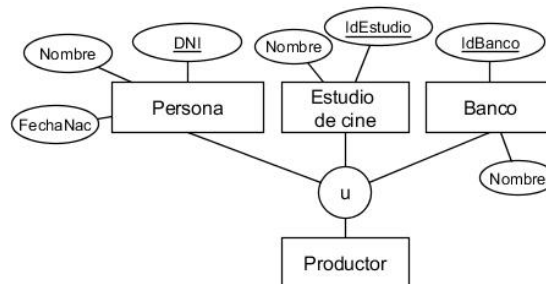 DNI
IdEstudio
Nombre
Nombre
IdBanco
Persona
Estudio
de cine
Banco
FechaNac
Nombre
u
Productor